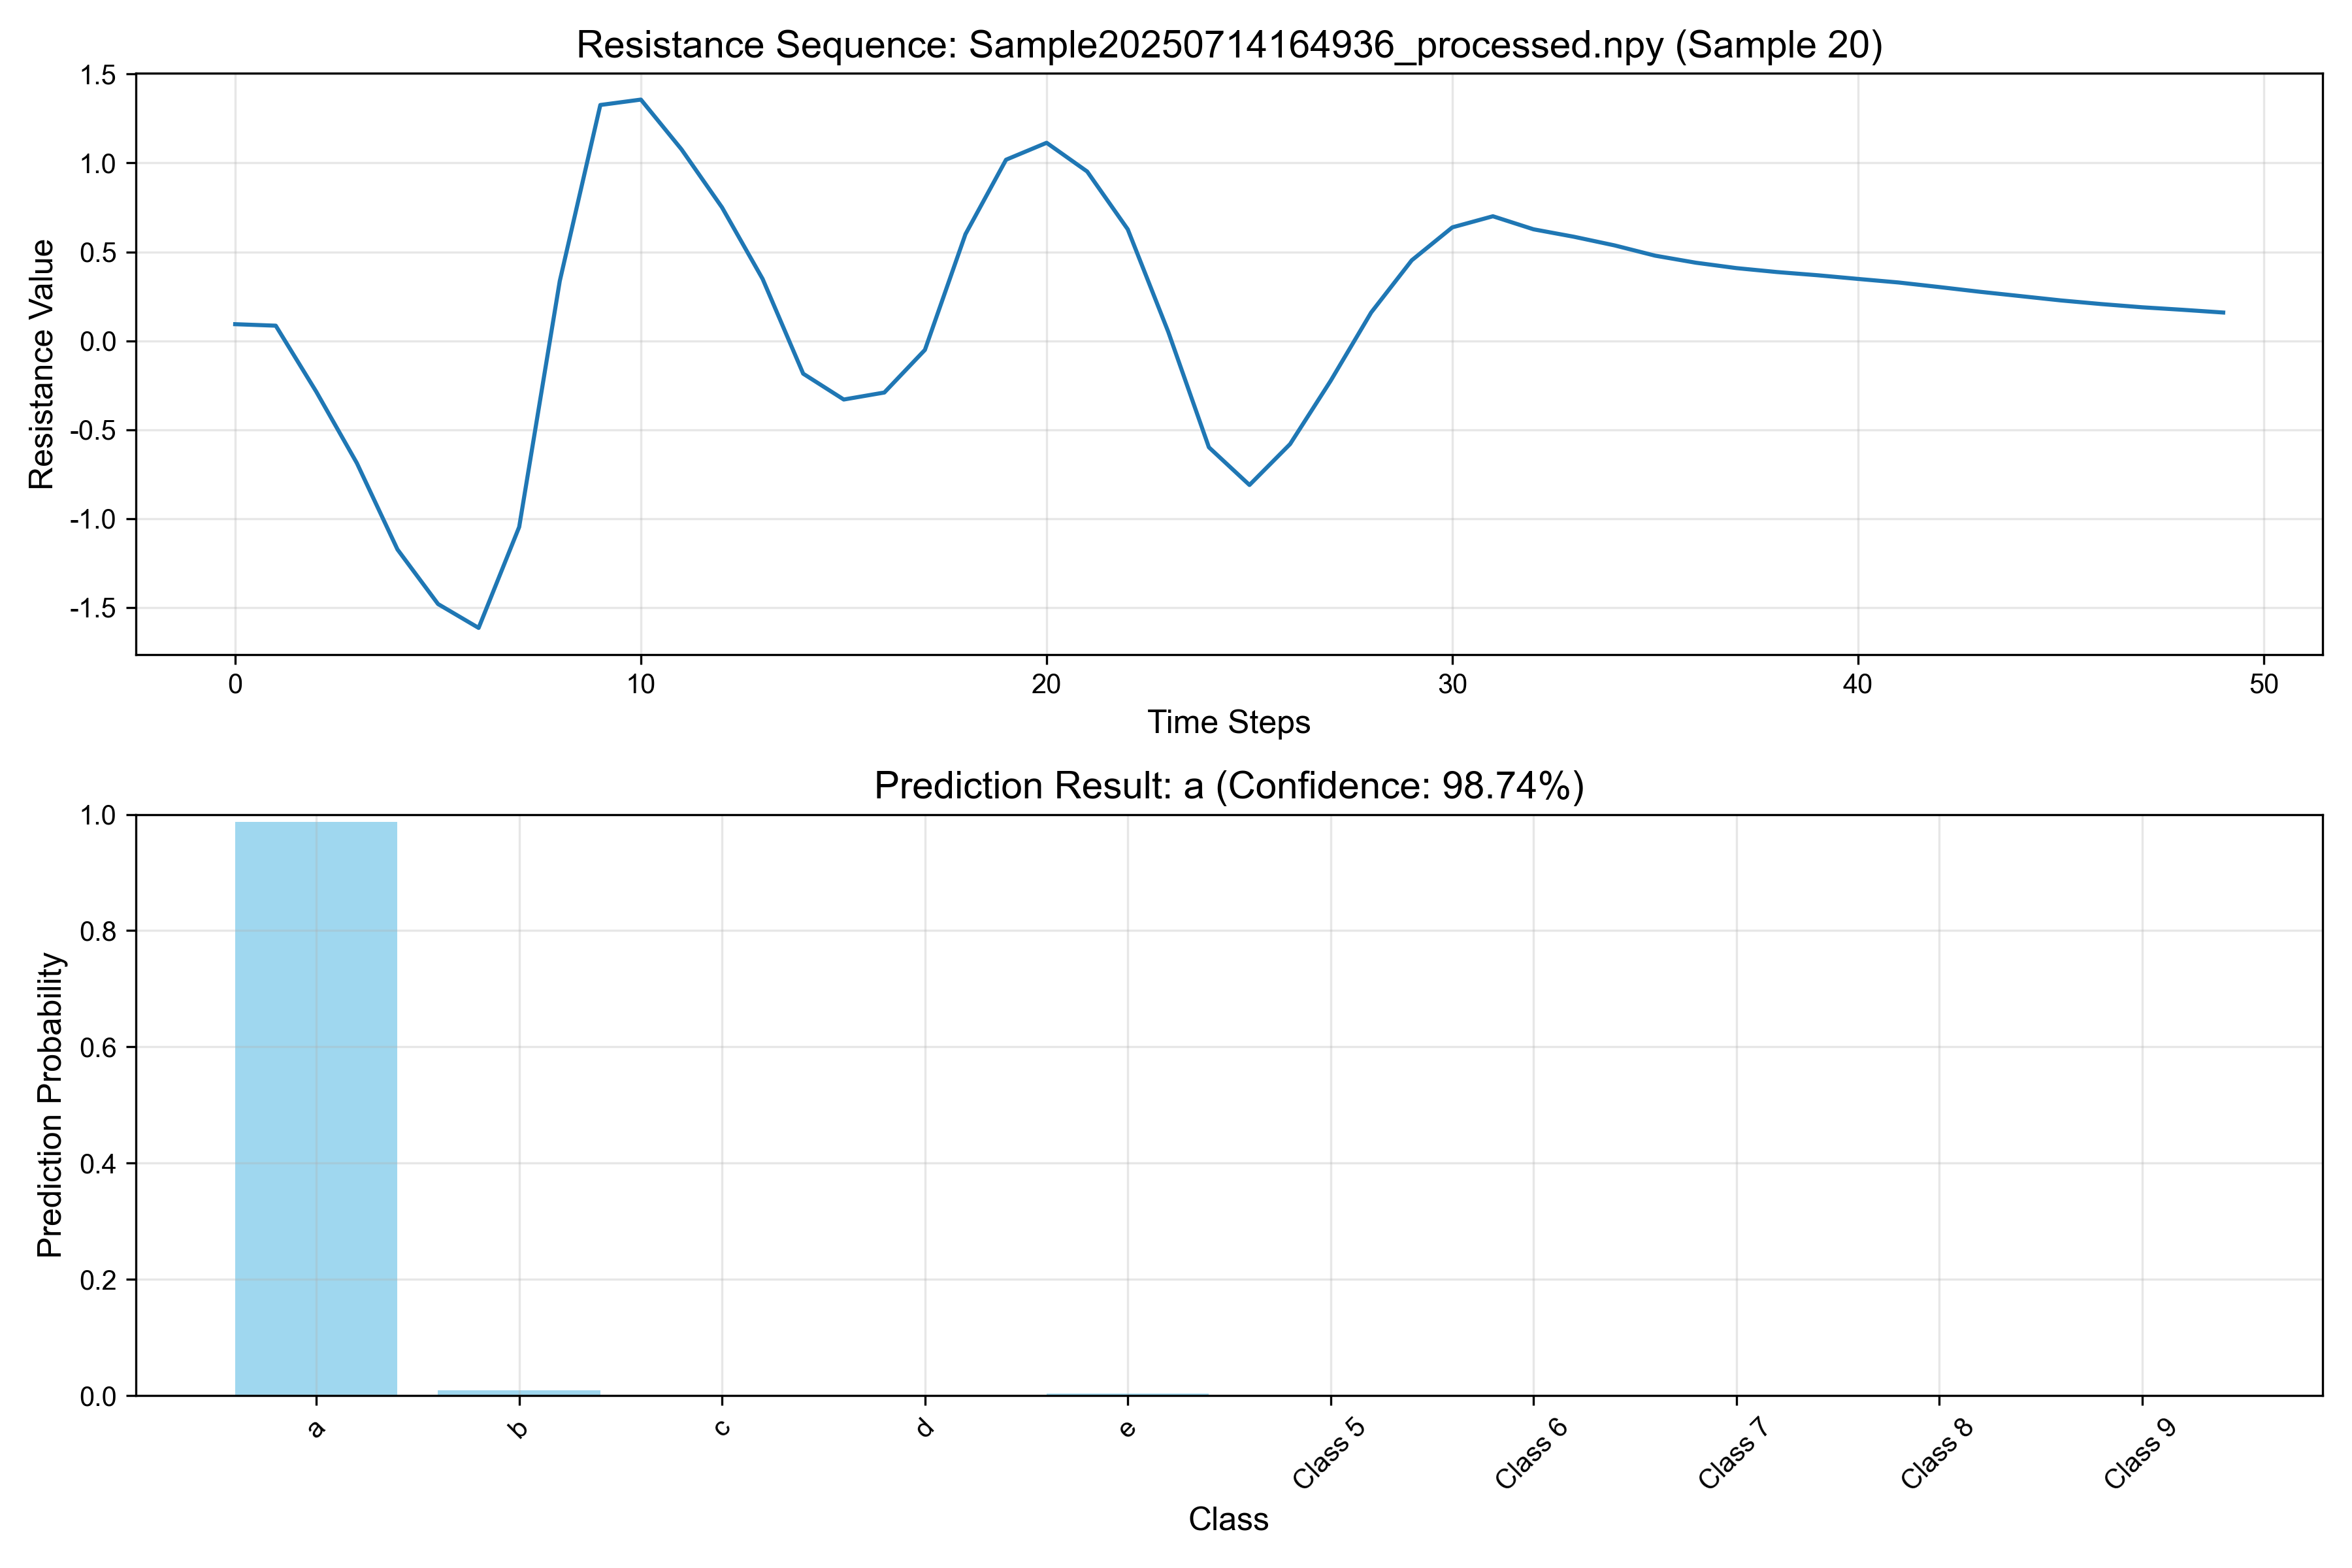 Resistance Sequence: Sample20250714164936_processed.npy (Sample 20)
1.5
1.0
0.5
0.0
-0.5
-1.0
-1.5
Resistance Value
0 10 20 30 40 50
Time Steps
Prediction Result: a (Confidence: 98.74%)
1.0
0.8
0.6
0.4
0.2
0.0
Prediction Probability
a b c d e Class 5 Class 6 Class 7 Class 8 Class 9
Class